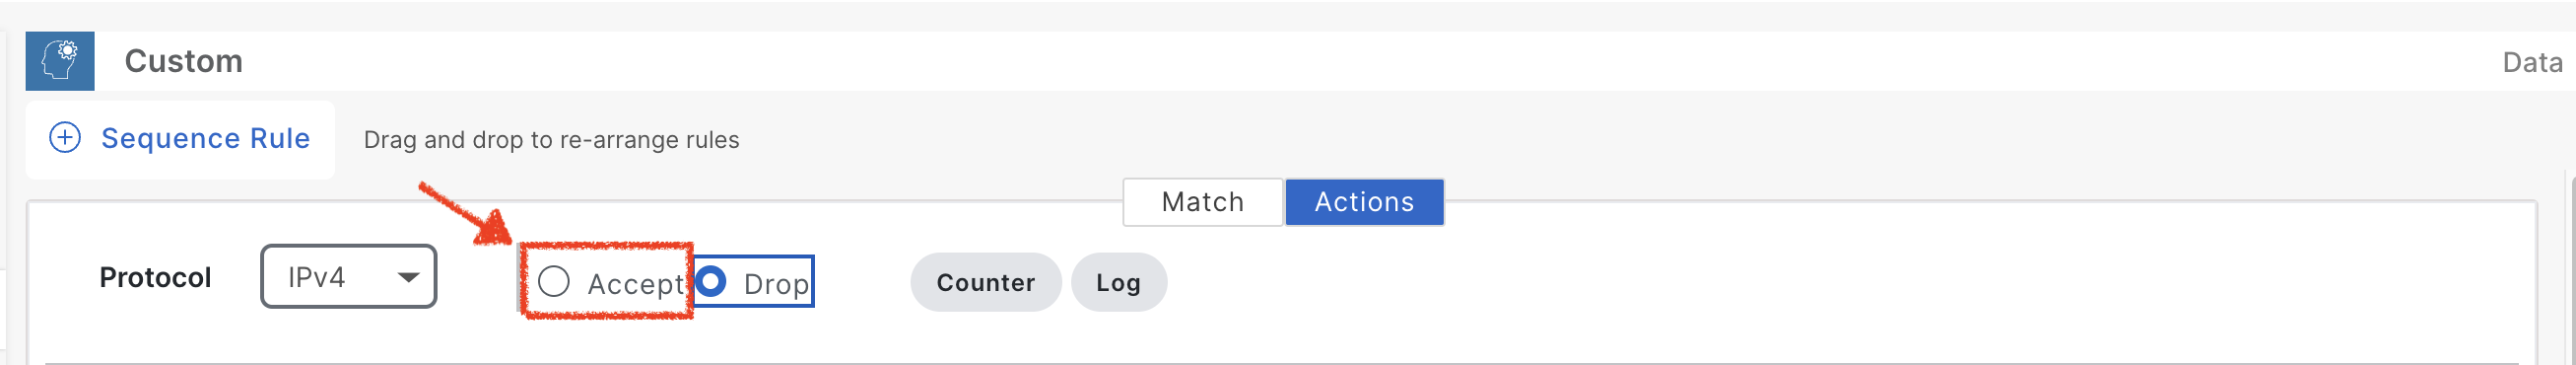 Custom
Data
Sequence Rule
Drag and drop to re-arrange rules
Match
Actions
Protocol
IPv4
Accept
Drop
Counter
Log